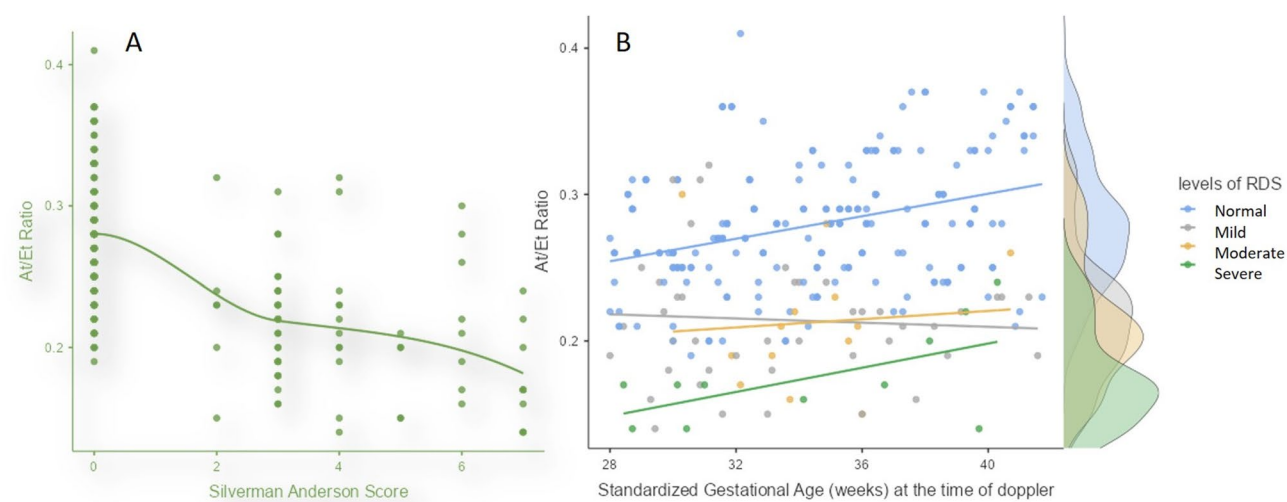 A
0.4
0.3
0.2
At/Et Ratio
0 2 4 6
Silverman Anderson Score
B
0.4
0.3
0.2
At/Et Ratio
28 32 36 40
Standardized Gestational Age (weeks) at the time of doppler
levels of RDS
Normal
Mild
Moderate
Severe